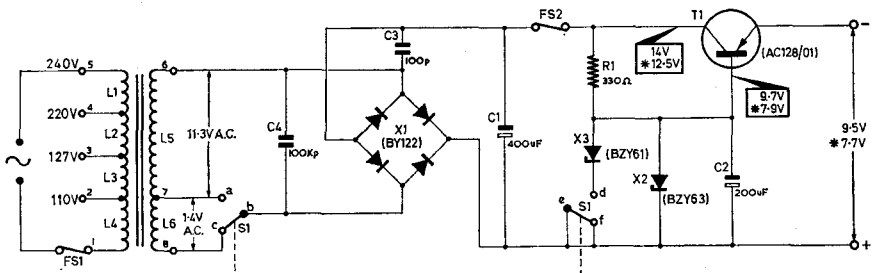 FS2
T1
-
C3
100p
14V
*12·5V
(AC128/01)
240V
5
6
R1
330Ω
L1
220V
4
9·7V
*7·9V
L2
L5
11·3V A.C.
C4
100Kp
X1
(BY122)
C1
400uF
9·5V
*7·7V
127V
3
X3
(BZY61)
L3
X2
(BZY63)
C2
200uF
110V
2
7
a
d
b
e
S1
L4
1·4V
A.C.
c
S1
f
L6
1
8
FS1
+